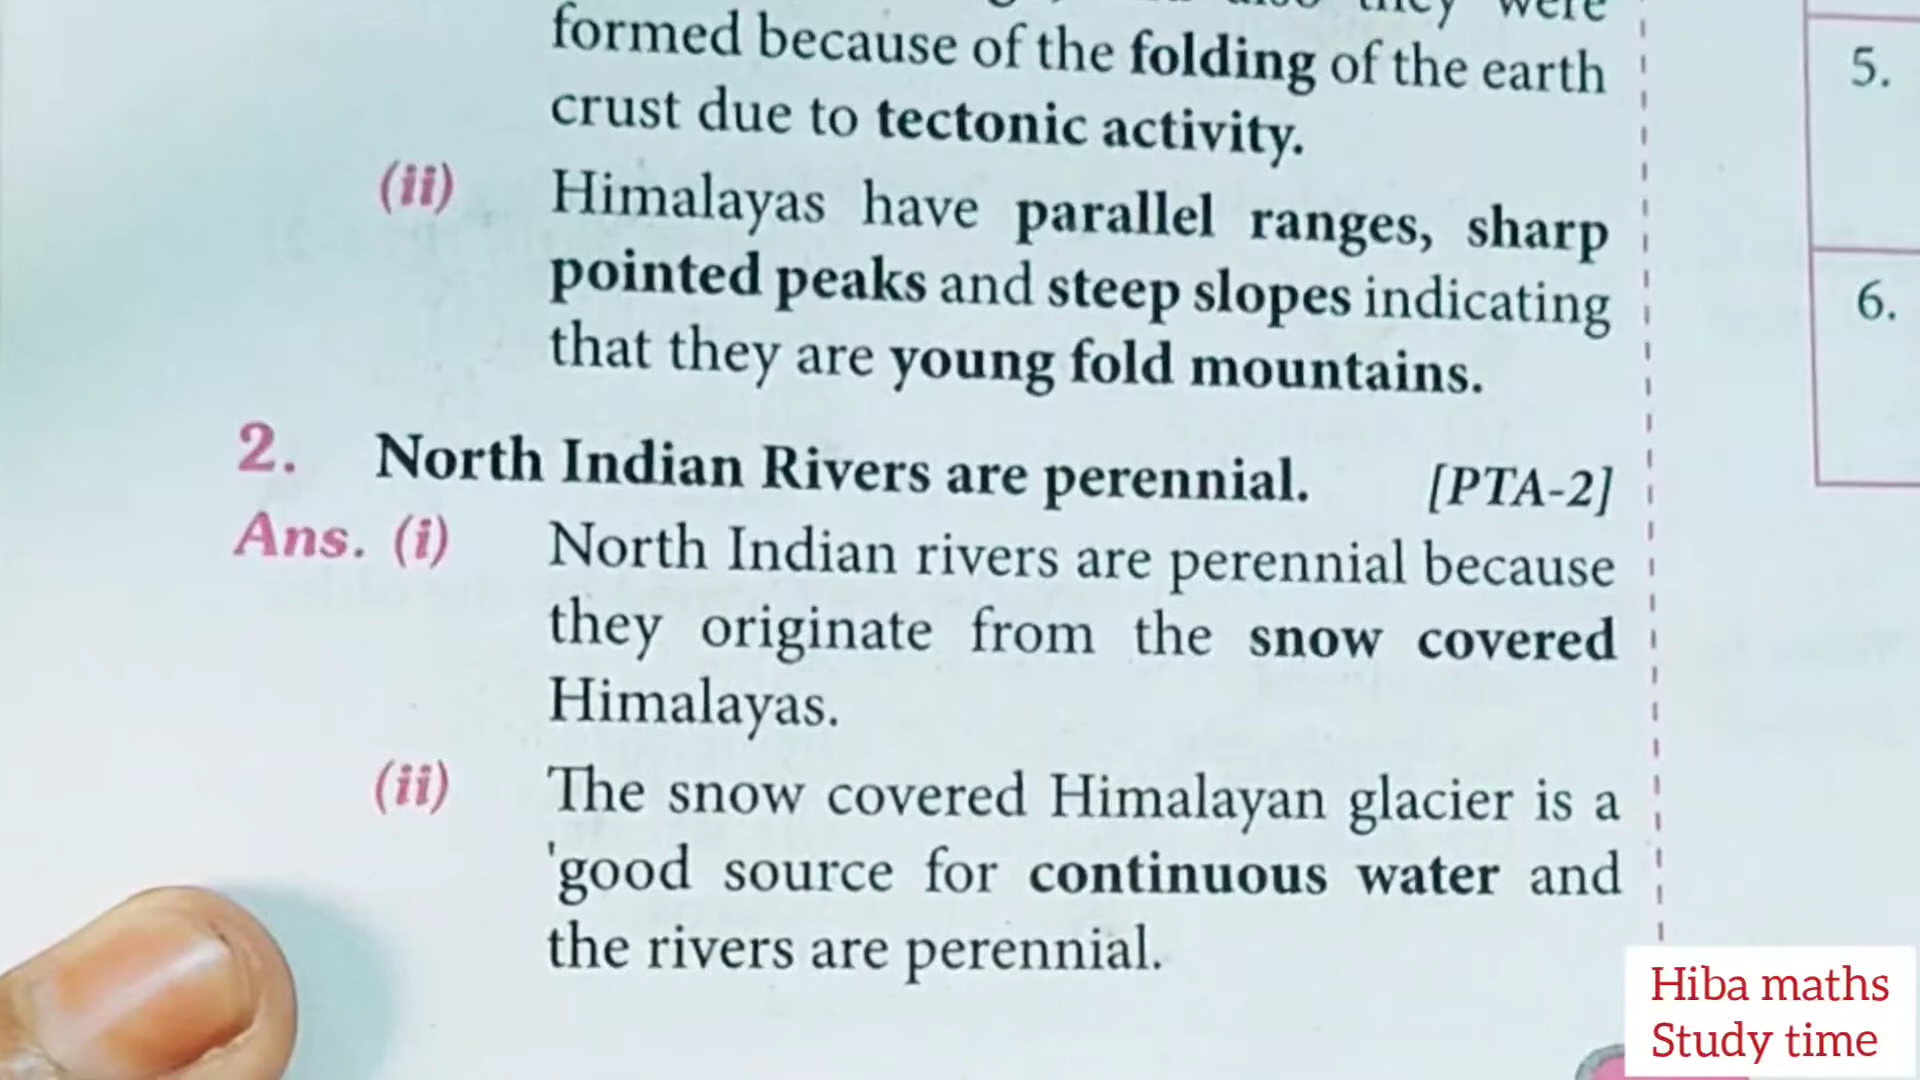 they were
formed because of the folding of the earth
crust due to tectonic activity.
(ii) Himalayas have parallel ranges, sharp
pointed peaks and steep slopes indicating
that they are young fold mountains.
2. North Indian Rivers are perennial. [PTA-2]
Ans. (i) North Indian rivers are perennial because
they originate from the snow covered
Himalayas.
(ii) The snow covered Himalayan glacier is a
'good source for continuous water and
the rivers are perennial.
5.
6.
Hiba maths
Study time